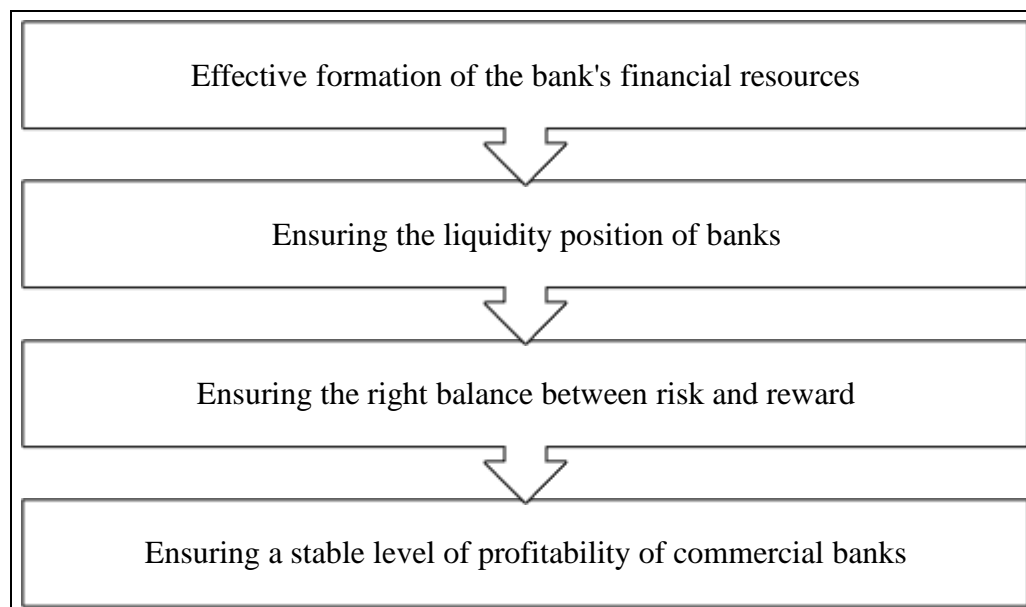 Effective formation of the bank's financial resources
Ensuring the liquidity position of banks
Ensuring the right balance between risk and reward
Ensuring a stable level of profitability of commercial banks